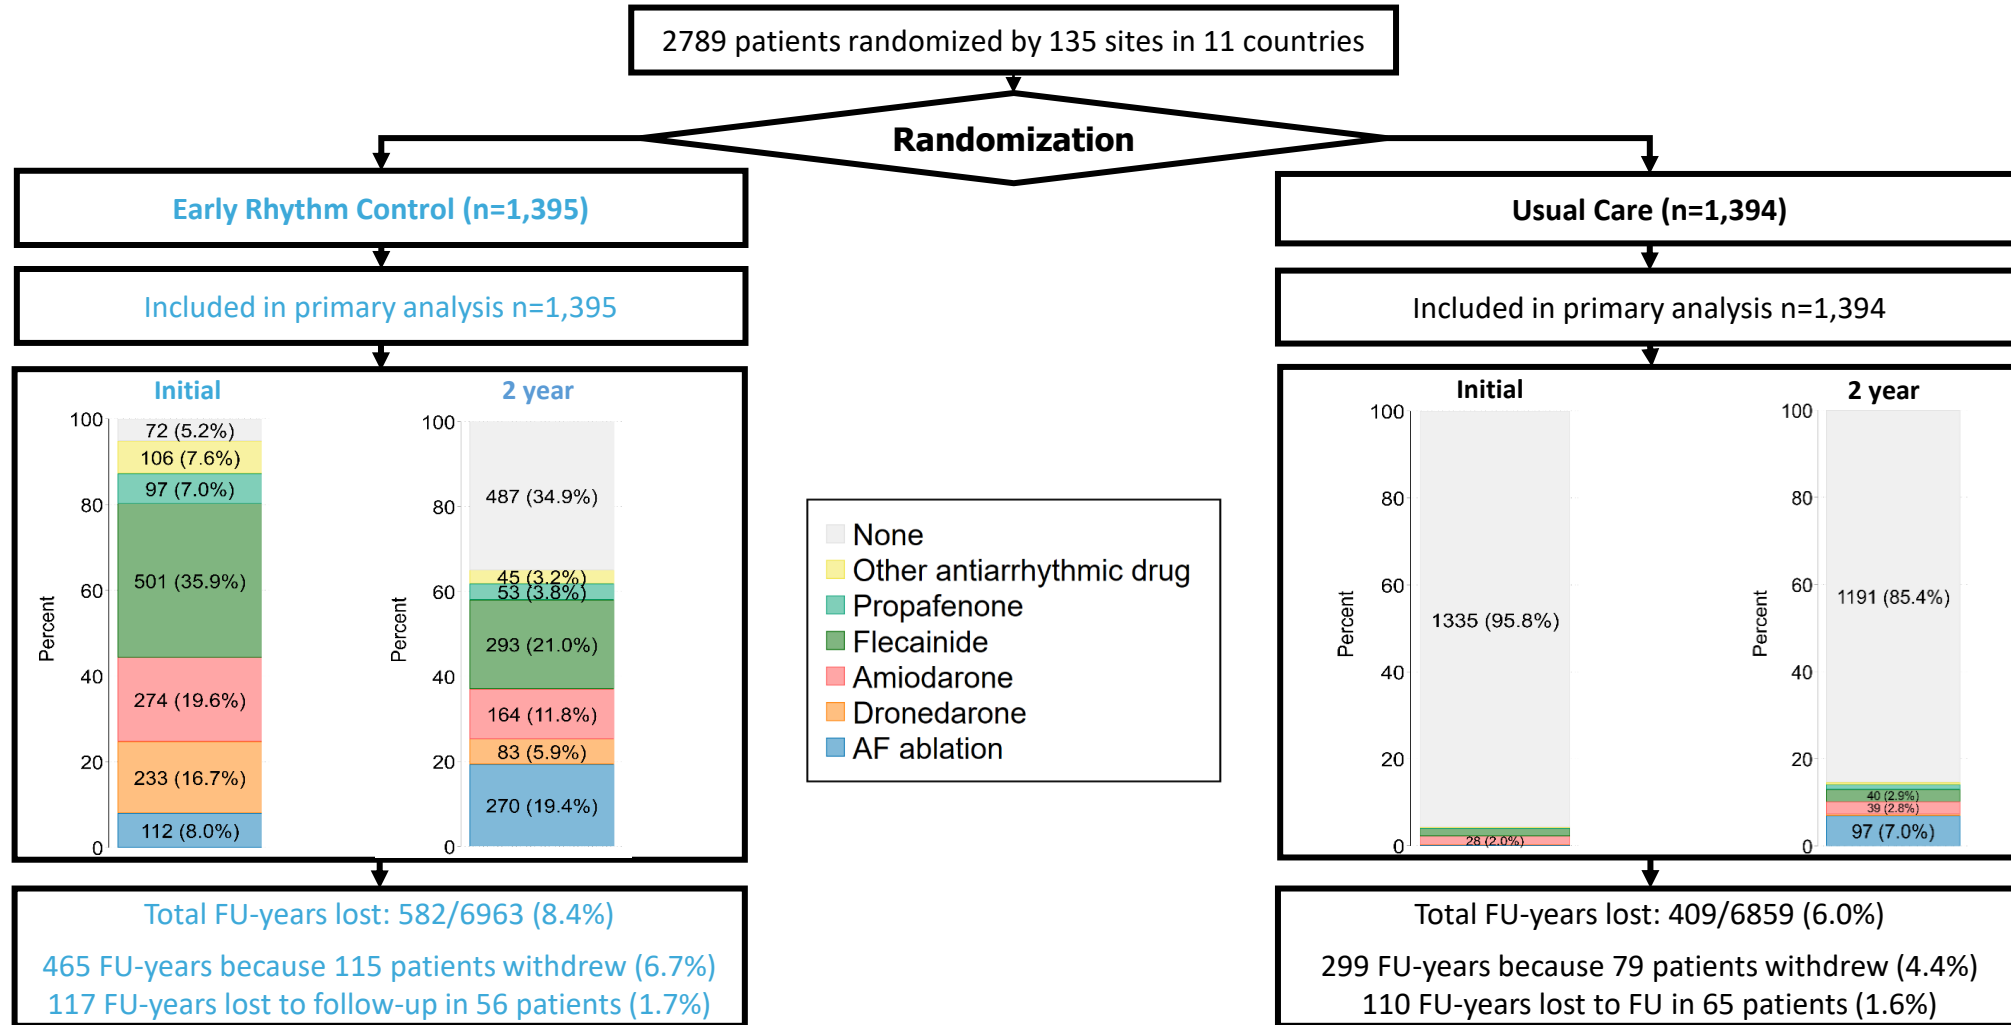 2789 patients randomized by 135 sites in 11 countries
Randomization
Early Rhythm Control (n=1,395)
Included in primary analysis n=1,395
Initial
2 year
Percent
100
80
60
40
20
0
72 (5.2%)
106 (7.6%)
97 (7.0%)
501 (35.9%)
274 (19.6%)
233 (16.7%)
112 (8.0%)
Percent
100
80
60
40
20
0
487 (34.9%)
45 (3.2%)
53 (3.8%)
293 (21.0%)
164 (11.8%)
83 (5.9%)
270 (19.4%)
Total FU-years lost: 582/6963 (8.4%)
465 FU-years because 115 patients withdrew (6.7%)
117 FU-years lost to follow-up in 56 patients (1.7%)
None
Other antiarrhythmic drug
Propafenone
Flecainide
Amiodarone
Dronedarone
AF ablation
Usual Care (n=1,394)
Included in primary analysis n=1,394
Initial
2 year
Percent
100
80
60
40
20
0
1335 (95.8%)
28 (2.0%)
Percent
100
80
60
40
20
0
1191 (85.4%)
40 (2.9%)
39 (2.8%)
97 (7.0%)
Total FU-years lost: 409/6859 (6.0%)
299 FU-years because 79 patients withdrew (4.4%)
110 FU-years lost to FU in 65 patients (1.6%)